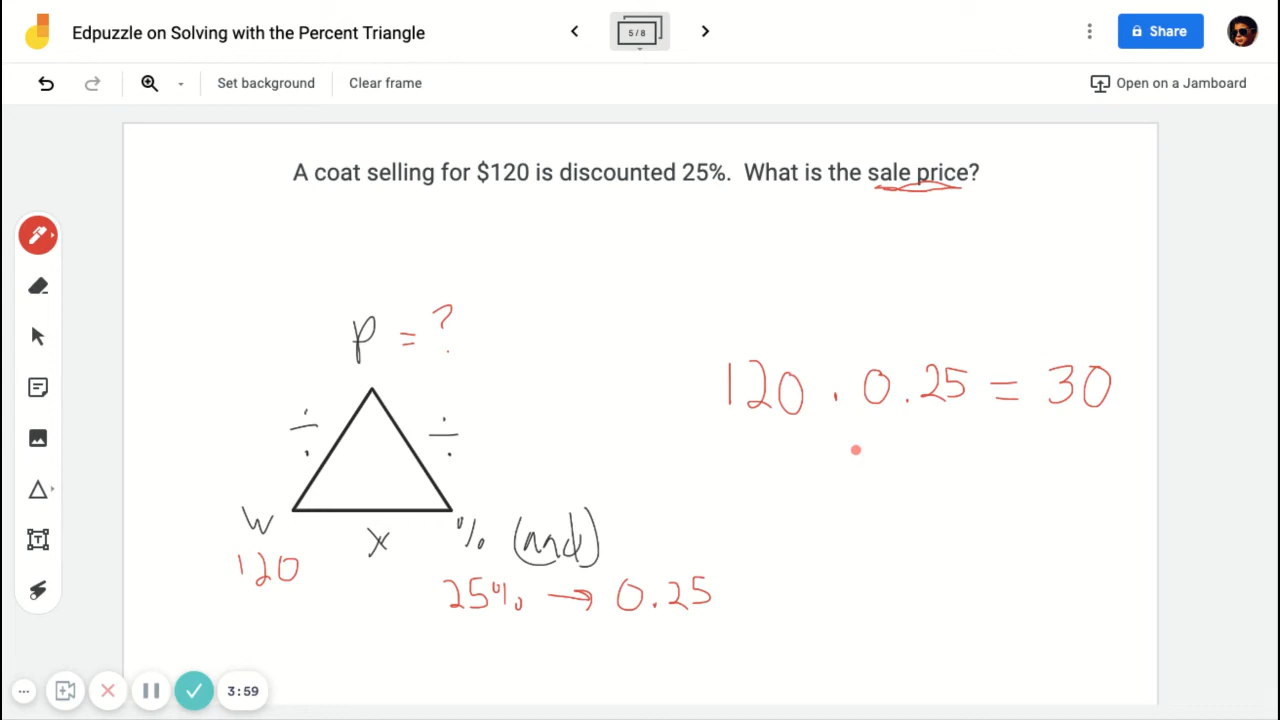 Edpuzzle on Solving with the Percent Triangle
5 / 8
Share
Set background
Clear frame
Open on a Jamboard
A coat selling for $120 is discounted 25%. What is the sale price?
P = ?
÷ ÷
120 . 0.25 = 30
W x %
120
25% → 0.25
3:59